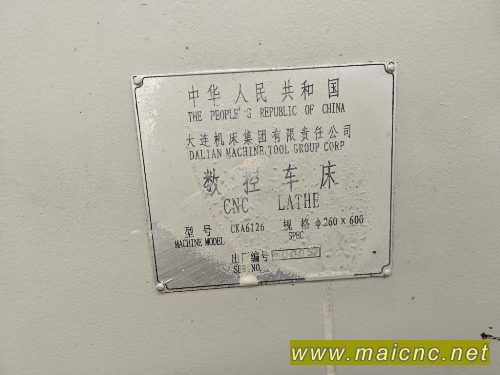 中华人民共和国
THE PEOPLE'S REPUBLIC OF CHINA
大连机床集团有限责任公司
DALIAN MACHINE TOOL GROUP CORP
数控车床
CNC LATHE
型号 CKA6126 规格 φ260×600
MACHINE MODEL SPEC
出厂编号
SER.NO.
www.maicnc.net